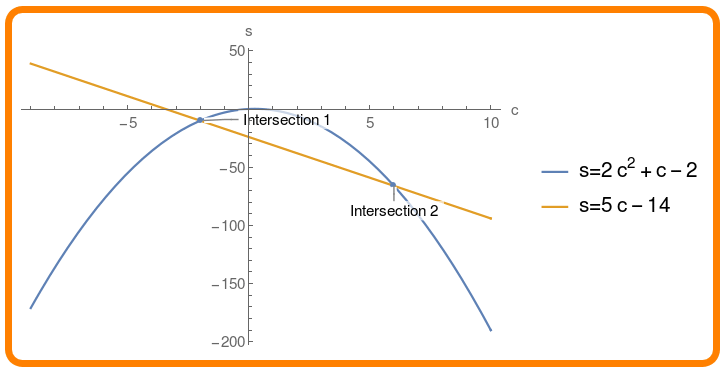 s
50
c
−5
5
10
Intersection 1
−50
Intersection 2
−100
−150
−200
s=2 c² + c − 2
s=5 c − 14